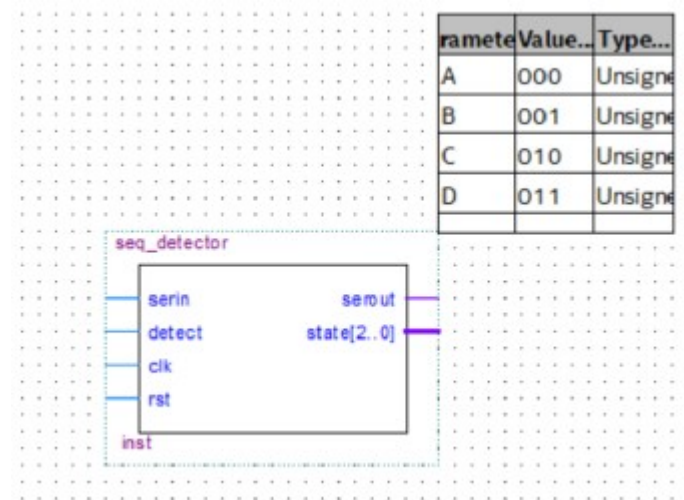 ramete Value... Type...
A 000 Unsigne
B 001 Unsigne
C 010 Unsigne
D 011 Unsigne
seq_detector
serin serout
detect state[2..0]
clk
rst
inst